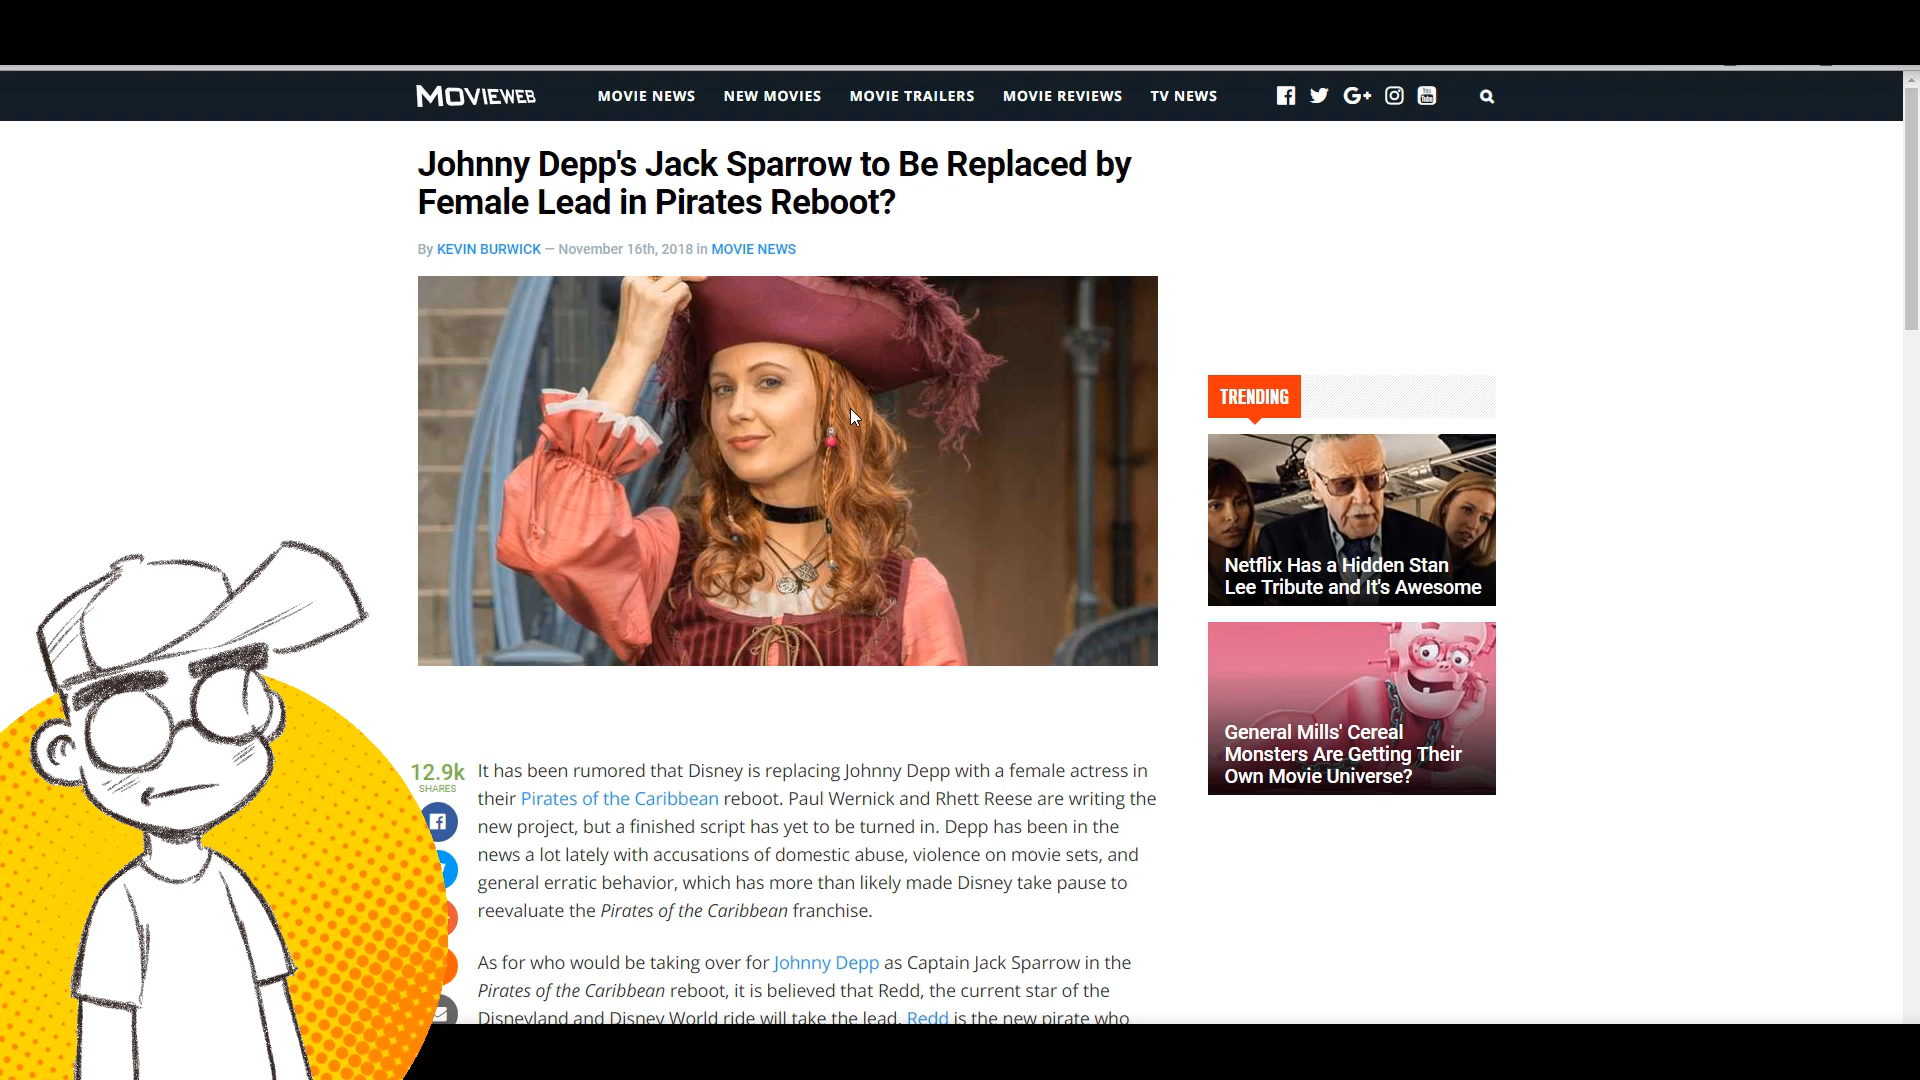 MOVIEWEB
MOVIE NEWS NEW MOVIES MOVIE TRAILERS MOVIE REVIEWS TV NEWS
G+
You Tube
Johnny Depp's Jack Sparrow to Be Replaced by
Female Lead in Pirates Reboot?
By KEVIN BURWICK — November 16th, 2018 in MOVIE NEWS
TRENDING
Netflix Has a Hidden Stan
Lee Tribute and It's Awesome
General Mills' Cereal
Monsters Are Getting Their
Own Movie Universe?
12.9k
SHARES
It has been rumored that Disney is replacing Johnny Depp with a female actress in
their Pirates of the Caribbean reboot. Paul Wernick and Rhett Reese are writing the
new project, but a finished script has yet to be turned in. Depp has been in the
news a lot lately with accusations of domestic abuse, violence on movie sets, and
general erratic behavior, which has more than likely made Disney take pause to
reevaluate the Pirates of the Caribbean franchise.
As for who would be taking over for Johnny Depp as Captain Jack Sparrow in the
Pirates of the Caribbean reboot, it is believed that Redd, the current star of the
Disneyland and Disney World ride will take the lead. Redd is the new pirate who